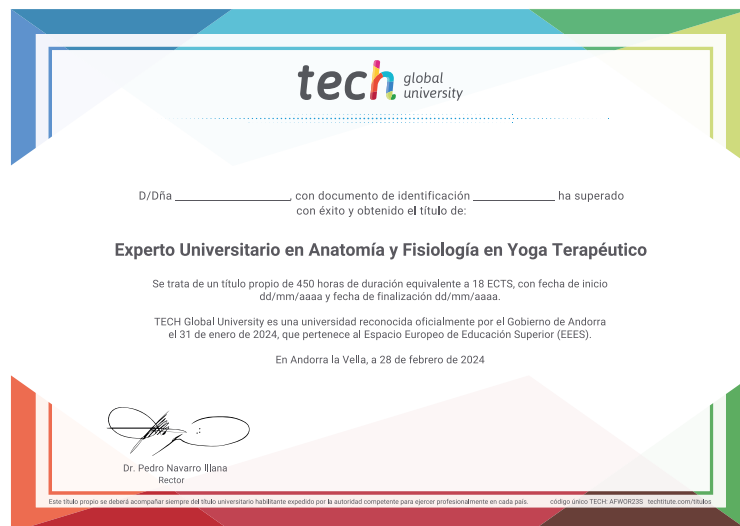 tech global university
D/Dña ______________, con documento de identificación ______________ ha superado
con éxito y obtenido el título de:
Experto Universitario en Anatomía y Fisiología en Yoga Terapéutico
Se trata de un título propio de 450 horas de duración equivalente a 18 ECTS, con fecha de inicio
dd/mm/aaaa y fecha de finalización dd/mm/aaaa.
TECH Global University es una universidad reconocida oficialmente por el Gobierno de Andorra
el 31 de enero de 2024, que pertenece al Espacio Europeo de Educación Superior (EEES).
En Andorra la Vella, a 28 de febrero de 2024
Dr. Pedro Navarro Illana
Rector
Este título propio se deberá acompañar siempre del título universitario habilitante expedido por la autoridad competente para ejercer profesionalmente en cada país. código único TECH: AFWOR23S techtitute.com/titulos